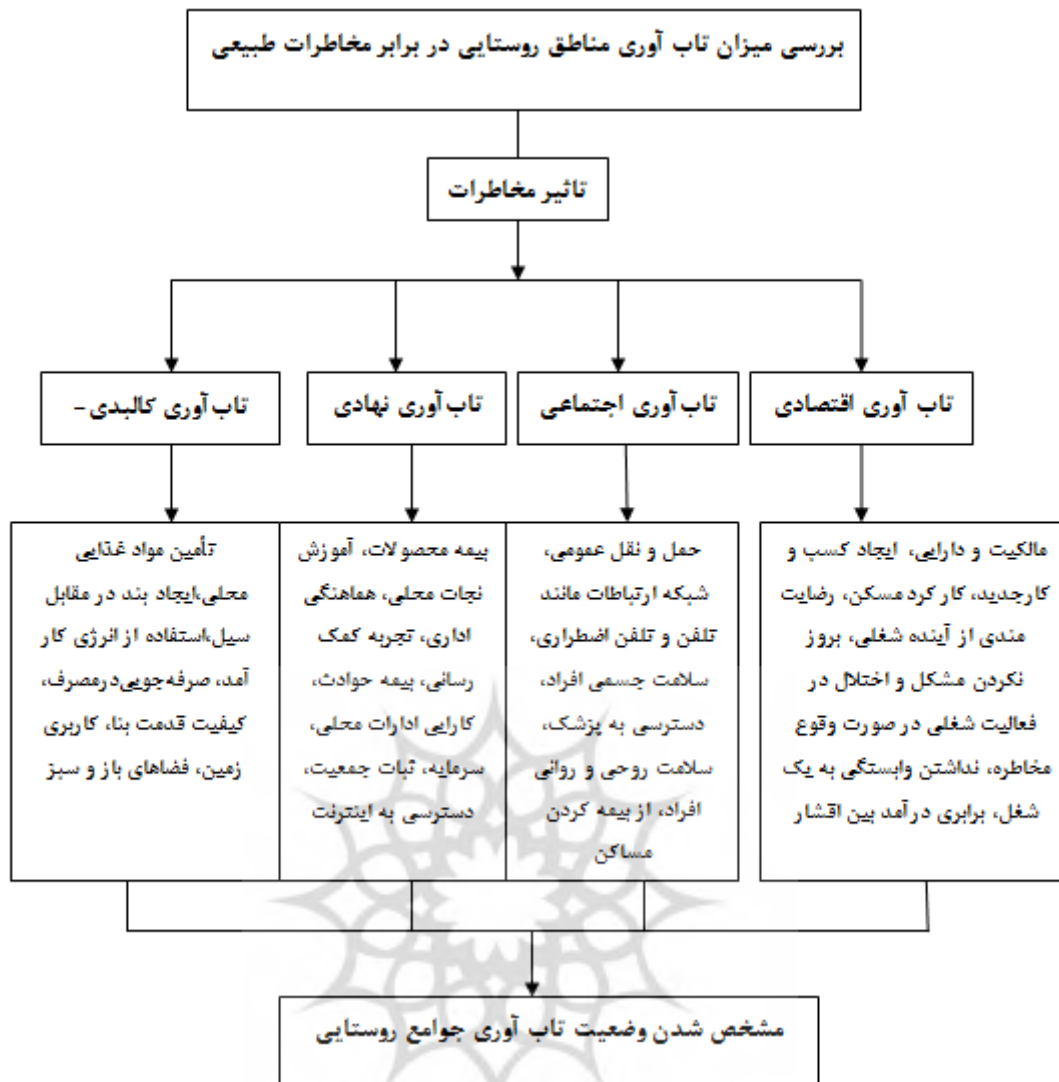 بررسی میزان تاب آوری مناطق روستایی در برابر مخاطرات طبیعی
تاثیر مخاطرات
تاب آوری اقتصادی
تاب آوری اجتماعی
تاب آوری نهادی
تاب آوری کالبدی -
مالکیت و دارایی، ایجاد کسب و
کارجدید، کار کرد مسکن، رضایت
مندی از آینده شغلی، بروز
نکردن مشکل و اختلال در
فعالیت شغلی در صورت وقوع
مخاطره، نداشتن وابستگی به یک
شغل، برابری درآمد بین اقشار
حمل و نقل عمومی،
شبکه ارتباطات مانند
تلفن و تلفن اضطراری،
سلامت جسمی افراد،
دسترسی به پزشک،
سلامت روحی و روانی
افراد، از بیمه کردن
مساکن
بیمه محصولات، آموزش
نجات محلی، هماهنگی
اداری، تجربه کمک
رسانی، بیمه حوادث،
کارایی ادارات محلی،
سرمایه، ثبات جمعیت،
دسترسی به اینترنت
تأمین مواد غذایی
محلی،ایجاد بند در مقابل
سیل،استفاده از انرژی کار
آمد، صرفه‌جویی‌درمصرف،
کیفیت قدمت بنا، کاربری
زمین، فضاهای باز و سبز
مشخص شدن وضعیت تاب آوری جوامع روستایی